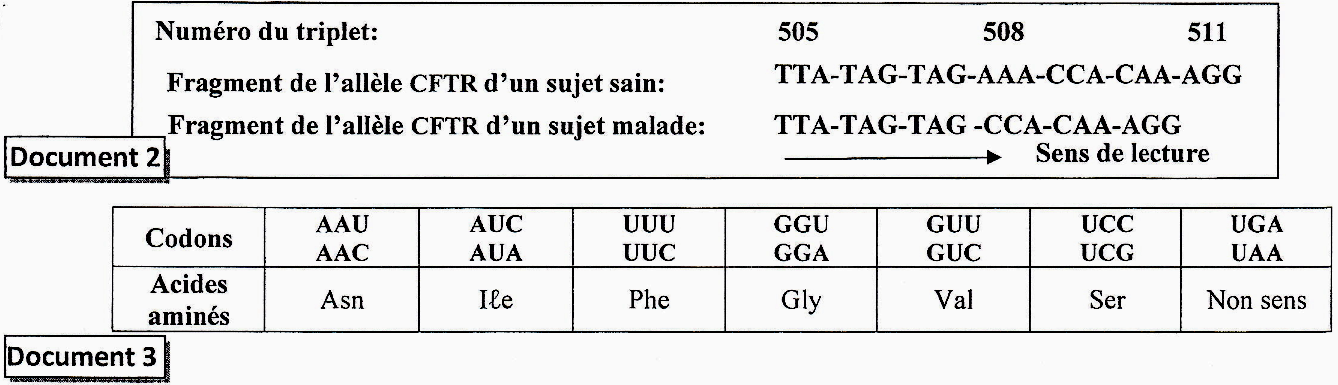 Numéro du triplet: 505 508 511
Fragment de l'allèle CFTR d'un sujet sain: TTA-TAG-TAG-AAA-CCA-CAA-AGG
Fragment de l'allèle CFTR d'un sujet malade: TTA-TAG-TAG -CCA-CAA-AGG
Sens de lecture
Document 2
Codons AAU AUC UUU GGU GUU UCC UGA
AAC AUA UUC GGA GUC UCG UAA
Acides aminés Asn Iℓe Phe Gly Val Ser Non sens
Document 3